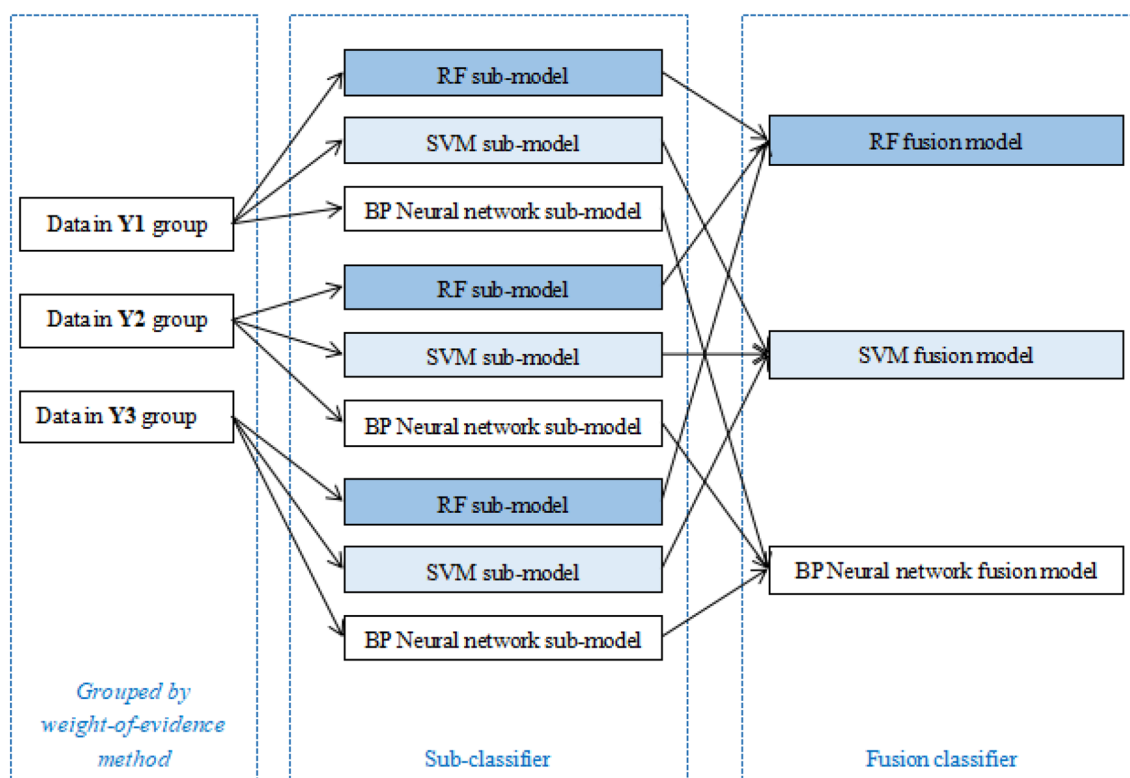 Data in Y1 group
Data in Y2 group
Data in Y3 group
Grouped by
weight-of-evidence
method
RF sub-model
SVM sub-model
BP Neural network sub-model
RF sub-model
SVM sub-model
BP Neural network sub-model
RF sub-model
SVM sub-model
BP Neural network sub-model
Sub-classifier
RF fusion model
SVM fusion model
BP Neural network fusion model
Fusion classifier